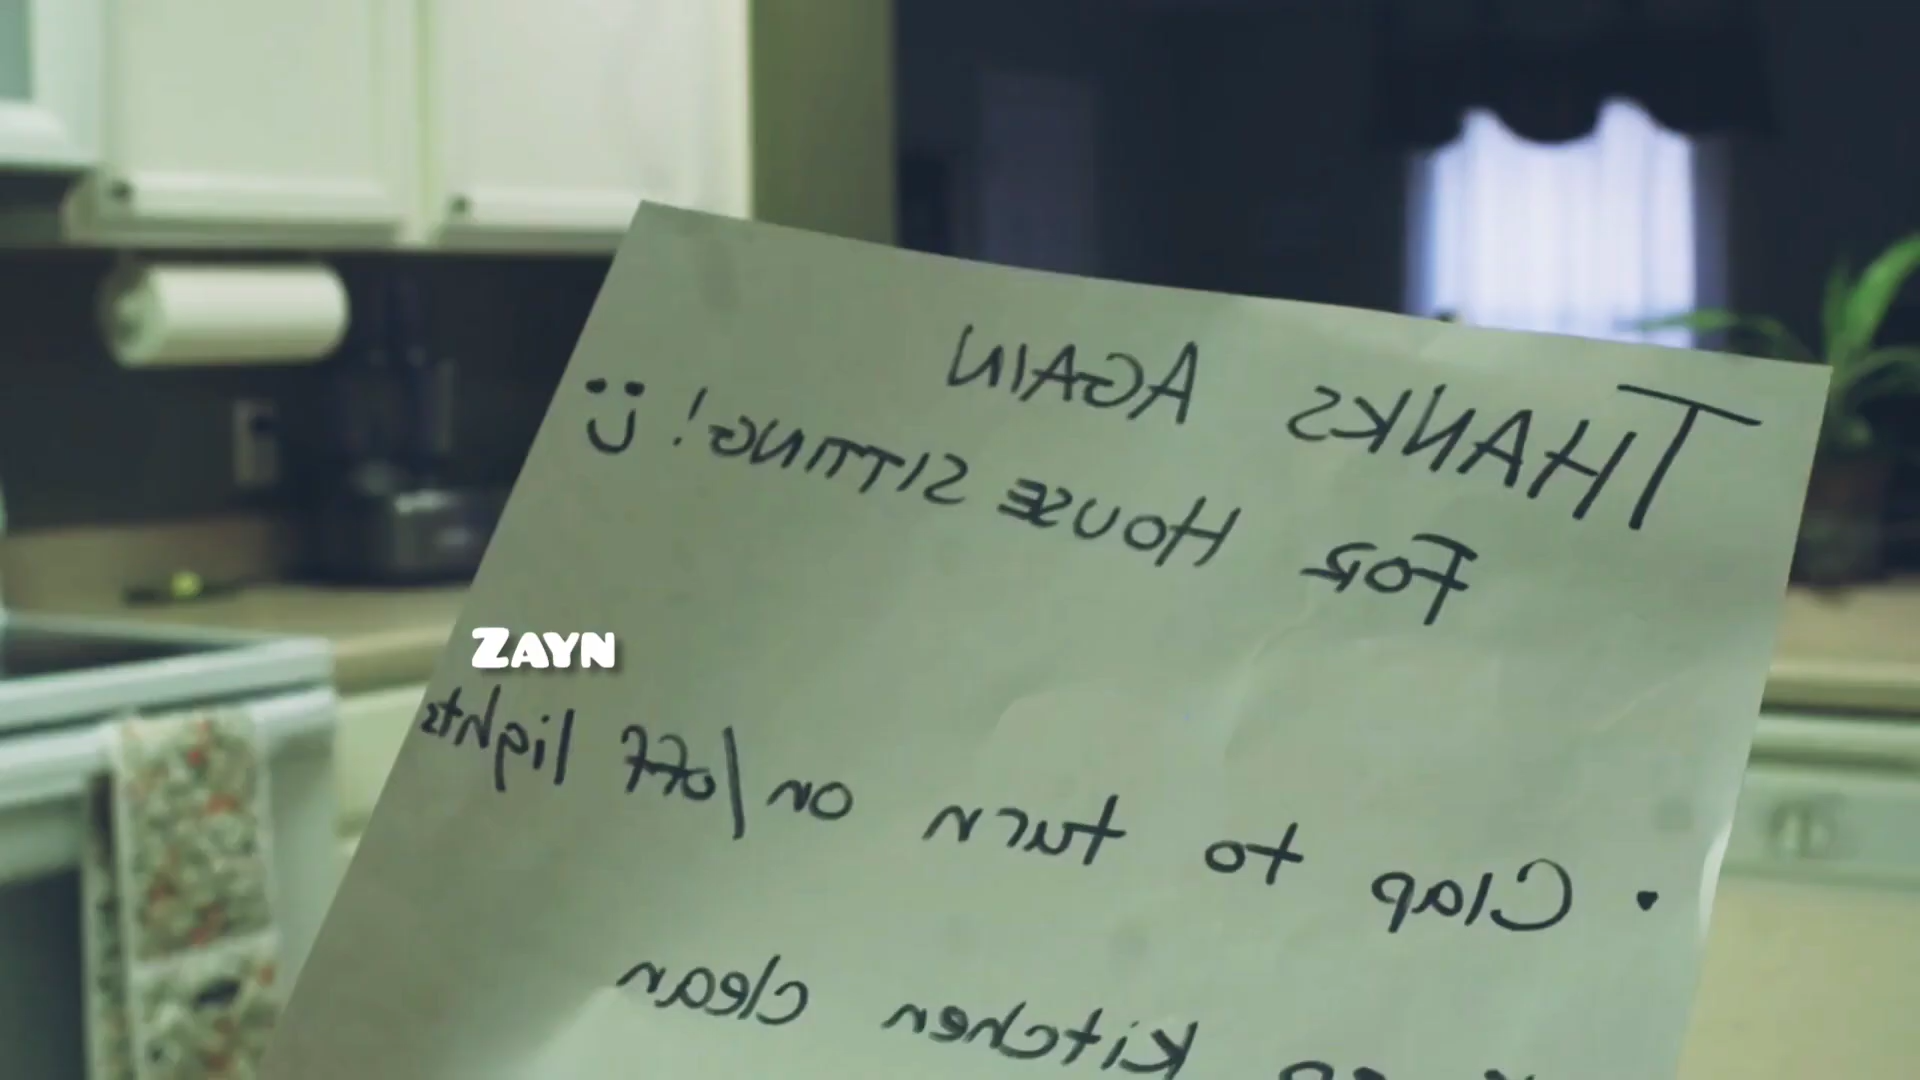 THANKS AGAIN
FOR HOUSE SITTING! :)
ZAYN
• Clap to turn on/off lights
kitchen clean